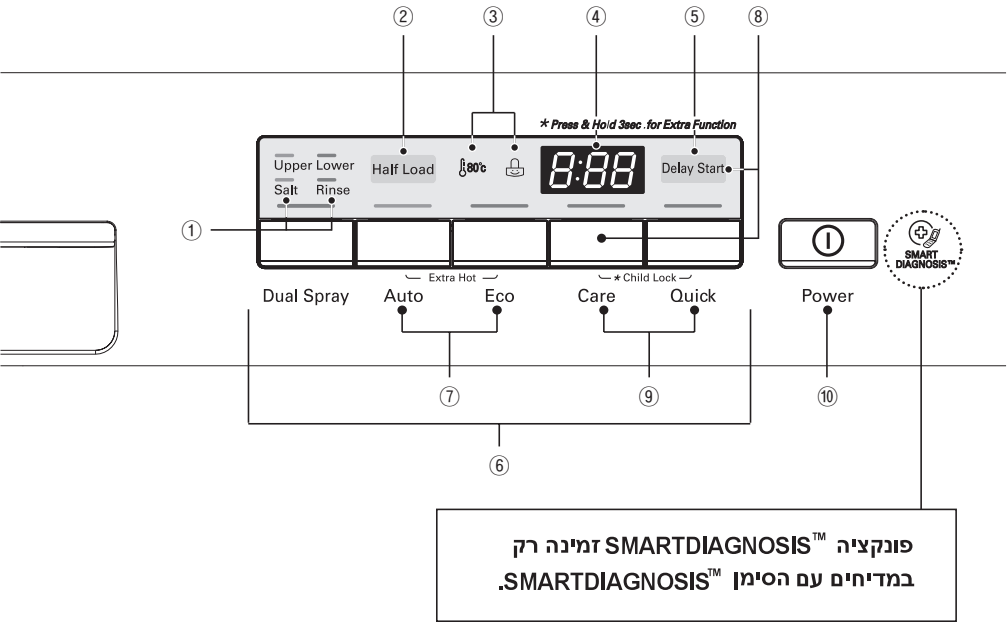 ② ③ ④ ⑤ ⑧
* Press & Hold 3sec .for Extra Function
Upper Lower
Salt Rinse
Half Load
80°c
8:88
Delay Start
①
Extra Hot
* Child Lock
Dual Spray Auto Eco Care Quick Power
SMART
DIAGNOSIS™
⑦ ⑨ ⑩
⑥
פונקציה SMARTDIAGNOSIS™ זמינה רק
במדיחים עם הסימן SMARTDIAGNOSIS™.